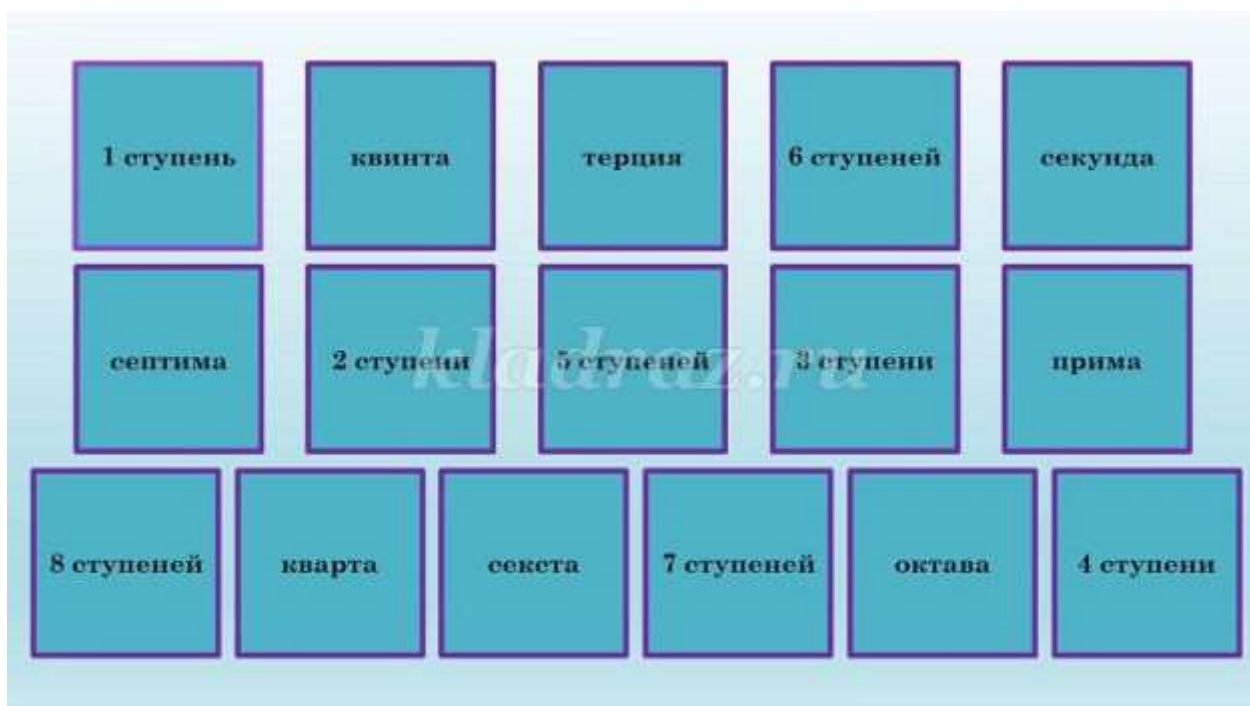 1 ступень квинта терция 6 ступеней секунда
септима 2 ступени 5 ступеней 3 ступени прима
kladraz.ru
8 ступеней кварта секста 7 ступеней октава 4 ступени